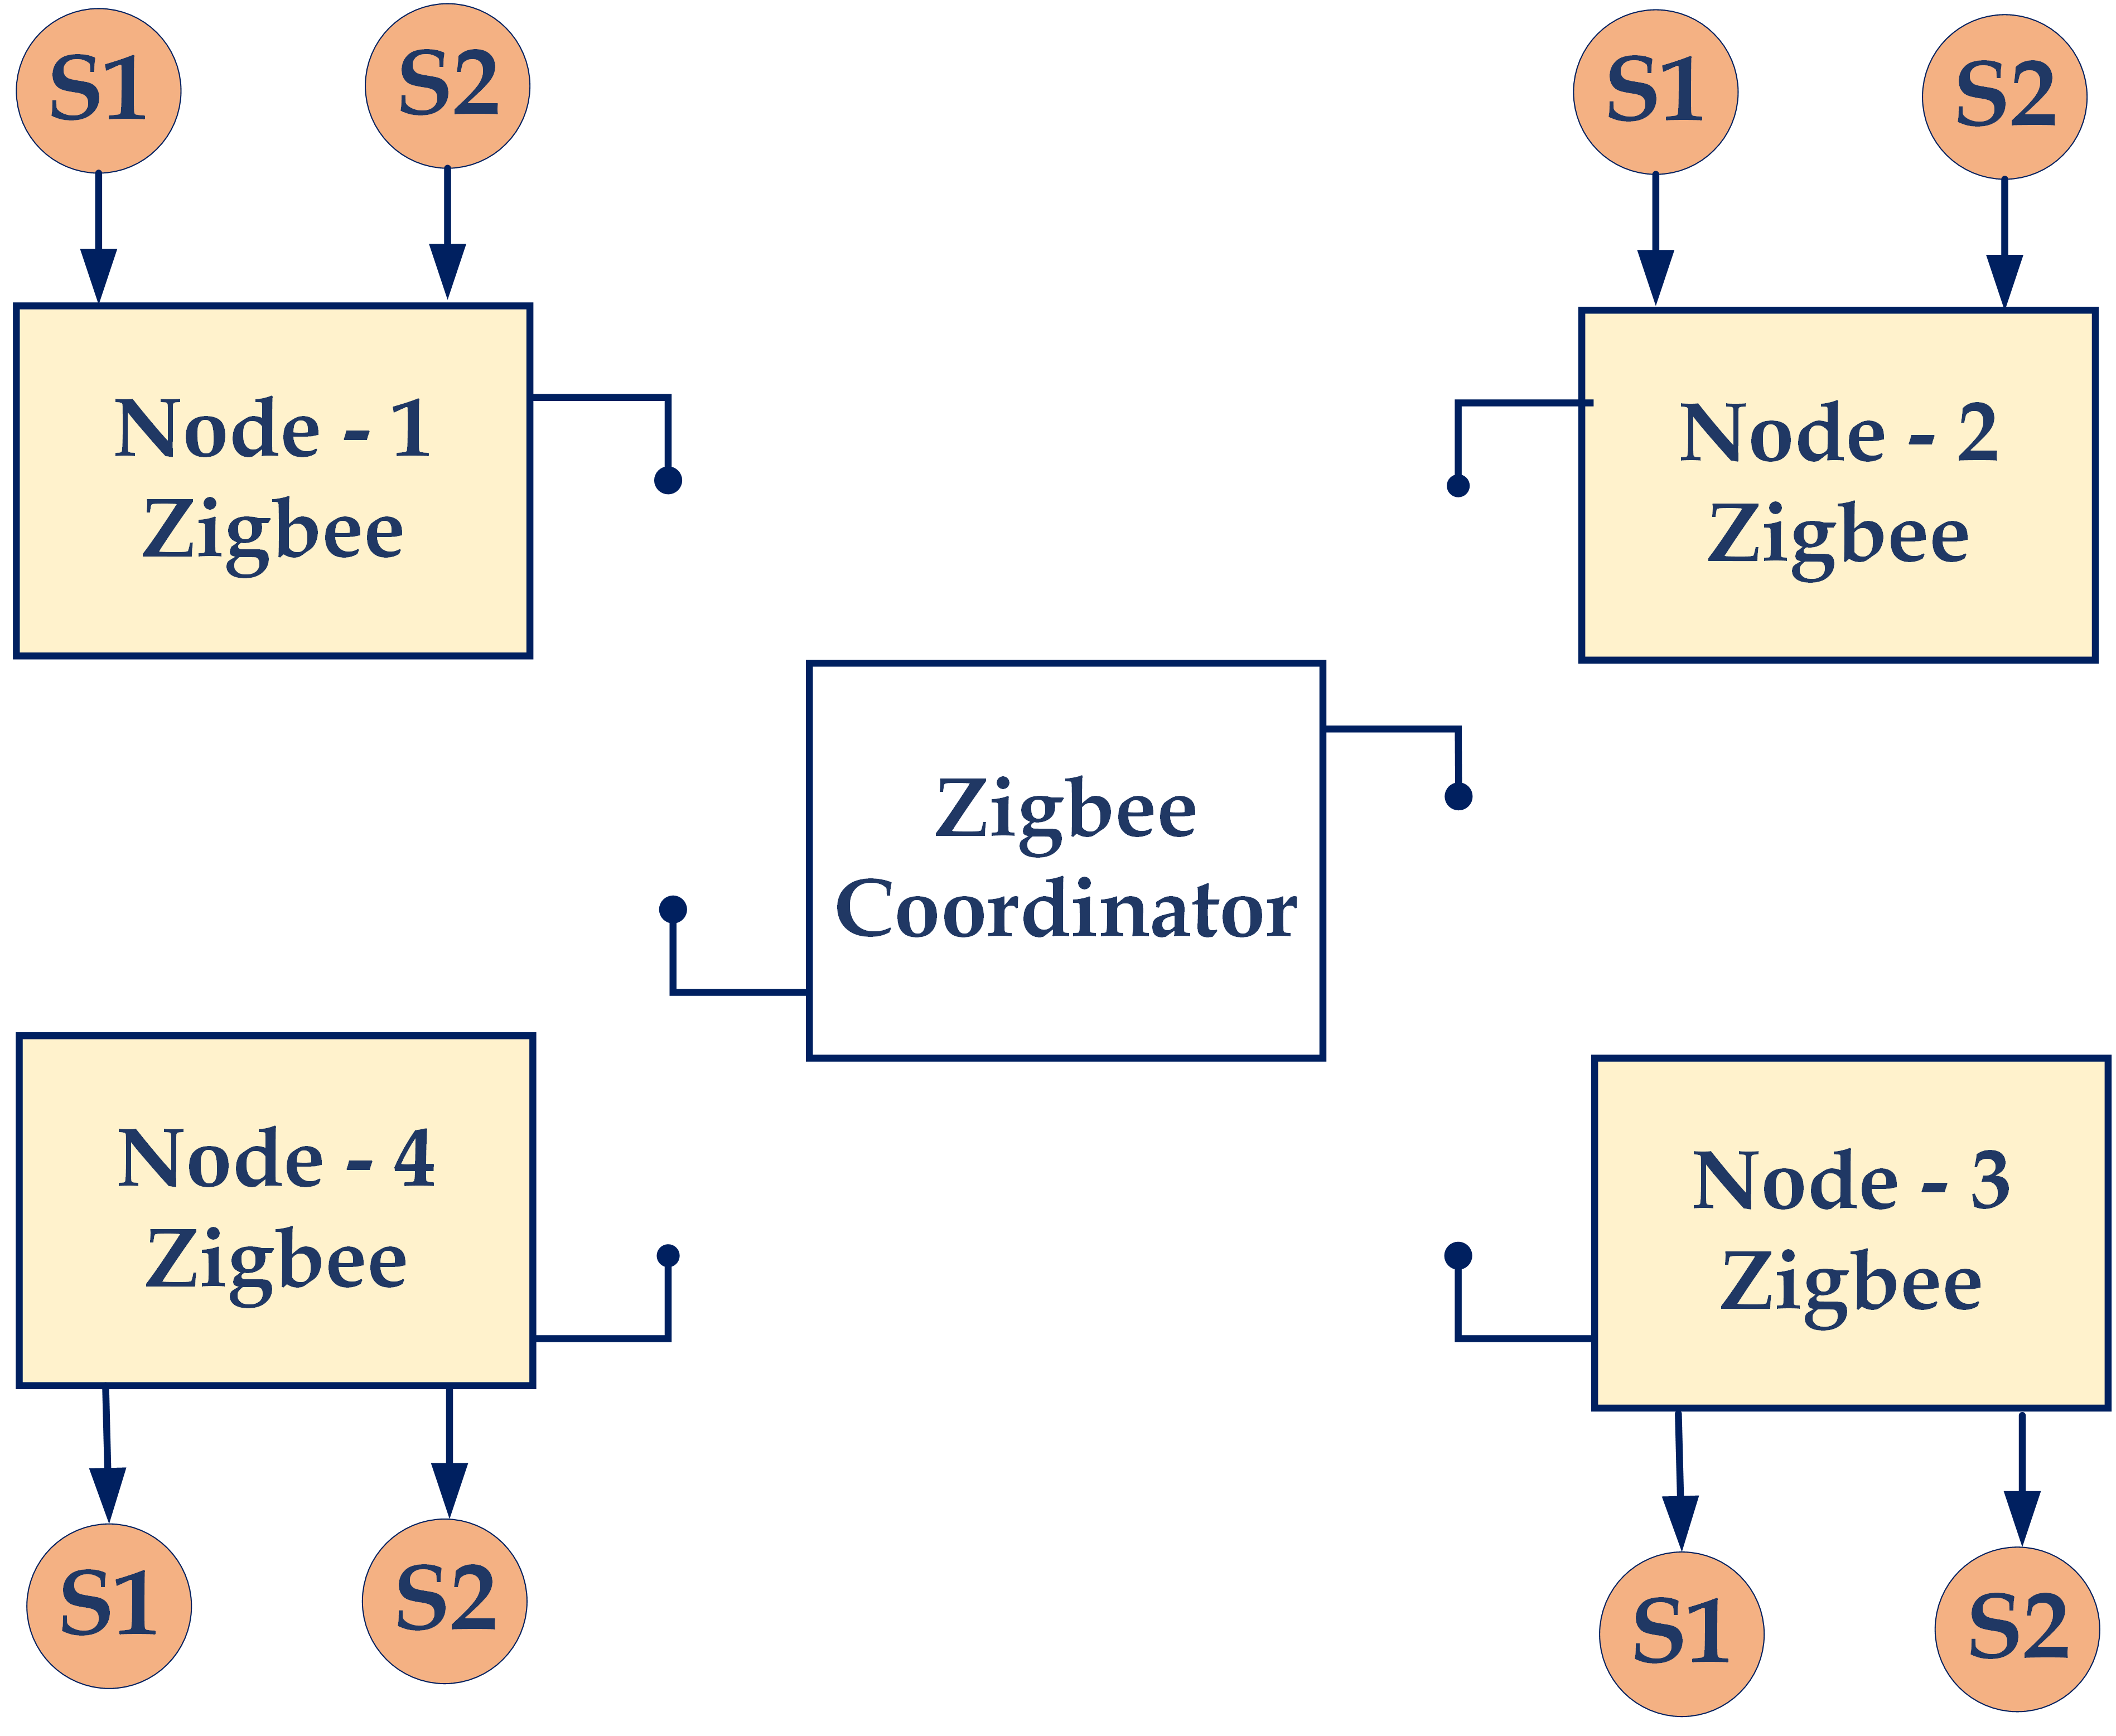 S1
S2
S1
S2
Node - 1
Zigbee
Node - 2
Zigbee
Zigbee
Coordinator
Node - 4
Zigbee
Node - 3
Zigbee
S1
S2
S1
S2